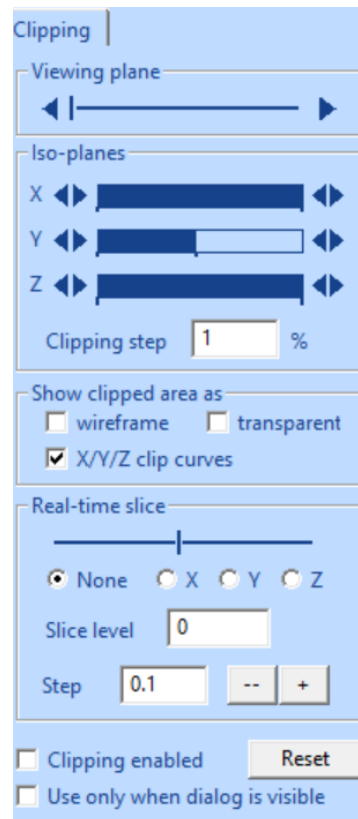 Clipping
Viewing plane
Iso-planes
X
Y
Z
Clipping step 1 %
Show clipped area as
wireframe transparent
X/Y/Z clip curves
Real-time slice
None X Y Z
Slice level 0
Step 0.1 -- +
Clipping enabled Reset
Use only when dialog is visible